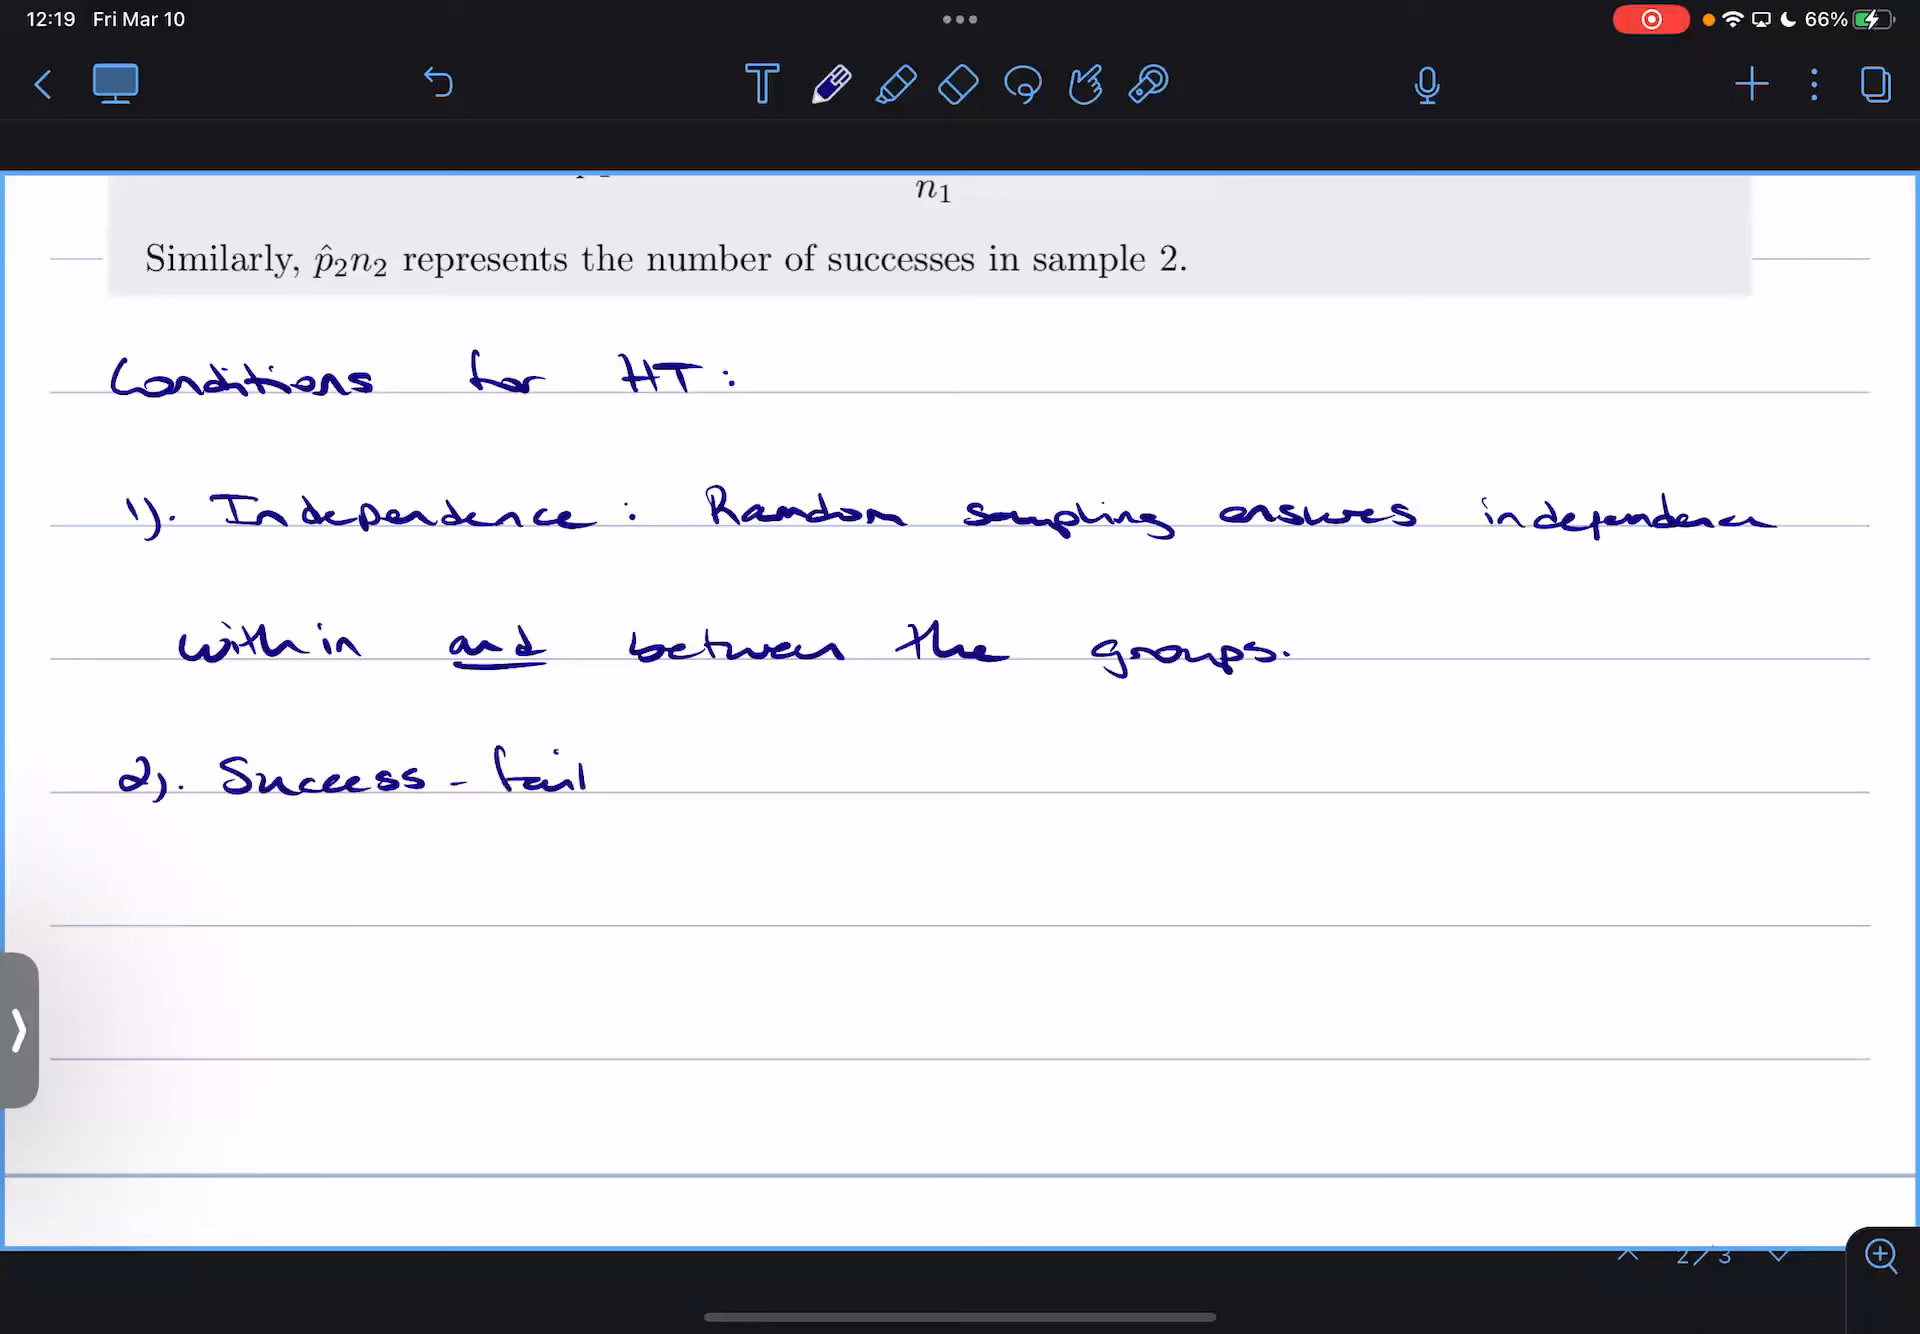 12:19 Fri Mar 10
66%
n₁
Similarly, p̂₂n₂ represents the number of successes in sample 2.
Conditions for HT:
1). Independence: Random sampling ensures independence
within and between the groups.
2). Success - fail
2/3